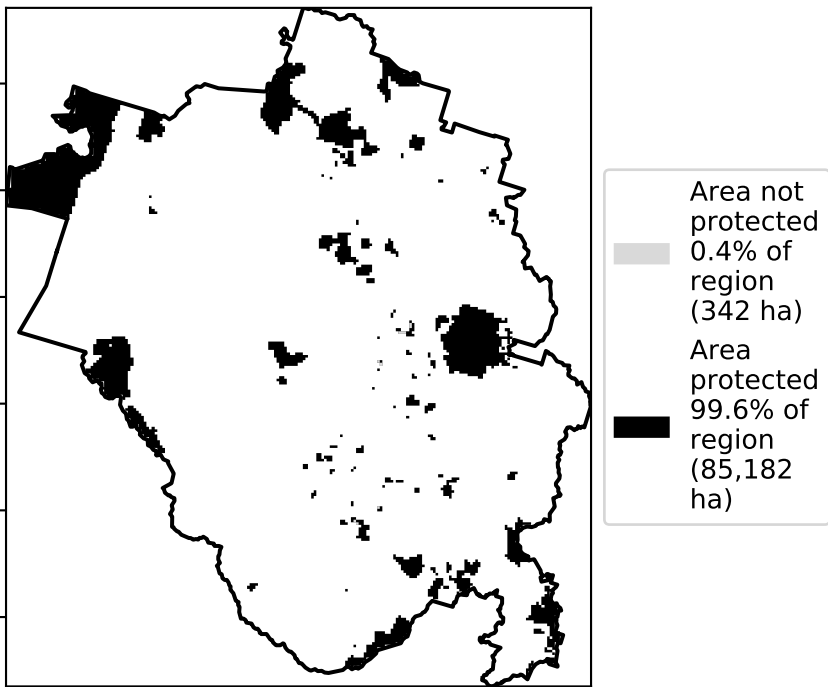 Area not
protected
0.4% of
region
(342 ha)
Area
protected
99.6% of
region
(85,182
ha)